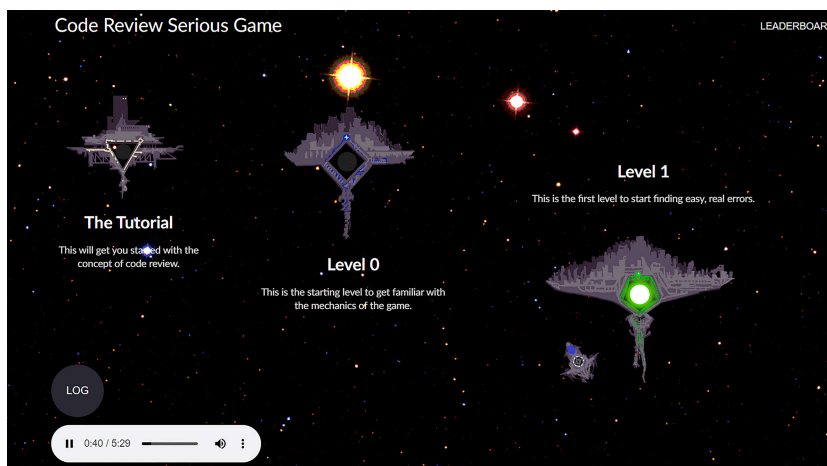 Code Review Serious Game
LEADERBOAR
The Tutorial
This will get you started with the
concept of code review.
Level 0
This is the starting level to get familiar with
the mechanics of the game.
Level 1
This is the first level to start finding easy, real errors.
LOG
0:40 / 5:29